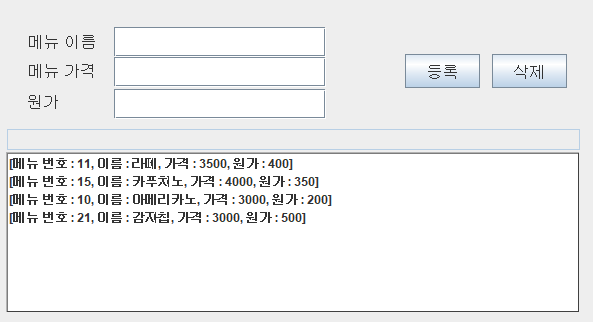 메뉴 이름
메뉴 가격
원가
등록
삭제
[메뉴 번호 : 11, 이름 : 라떼, 가격 : 3500, 원가 : 400]
[메뉴 번호 : 15, 이름 : 카푸치노, 가격 : 4000, 원가 : 350]
[메뉴 번호 : 10, 이름 : 아메리카노, 가격 : 3000, 원가 : 200]
[메뉴 번호 : 21, 이름 : 감자칩, 가격 : 3000, 원가 : 500]